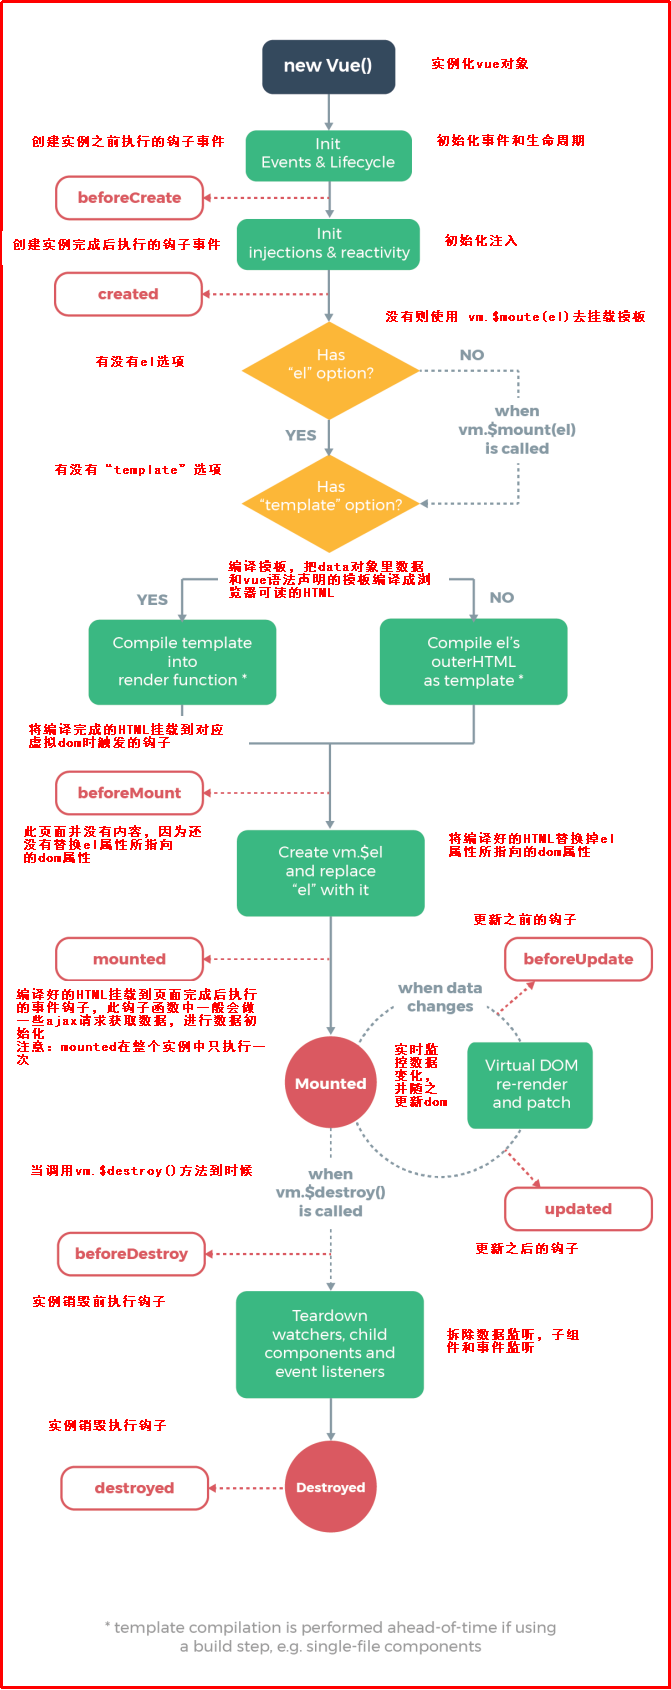 new Vue()
实例化vue对象
创建实例之前执行的钩子事件
Init
Events & Lifecycle
初始化事件和生命周期
beforeCreate
创建实例完成后执行的钩子事件
Init
injections & reactivity
初始化注入
created
没有则使用 vm.$moute(el)去挂载模板
有没有el选项
Has
“el” option?
NO
when
vm.$mount(el)
is called
YES
有没有“template”选项
Has
“template” option?
编译模板，把data对象里数据
和vue语法声明的模板编译成浏
览器可读的HTML
YES
NO
Compile template
into
render function *
Compile el’s
outerHTML
as template *
将编译完成的HTML挂载到对应
虚拟dom时触发的钩子
beforeMount
此页面并没有内容，因为还
没有替换el属性所指向
的dom属性
Create vm.$el
and replace
“el” with it
将编译好的HTML替换掉el
属性所指向的dom属性
更新之前的钩子
mounted
beforeUpdate
编译好的HTML挂载到页面完成后执行
的事件钩子，此钩子函数中一般会做
一些ajax请求获取数据，进行数据初
始化
注意：mounted在整个实例中只执行一
次
when data
changes
Mounted
实时监
控数据
变化，
并随之
更新dom
Virtual DOM
re-render
and patch
当调用vm.$destroy()方法到时候
when
vm.$destroy()
is called
updated
更新之后的钩子
beforeDestroy
实例销毁前执行钩子
Teardown
watchers, child
components and
event listeners
拆除数据监听，子组
件和事件监听
实例销毁执行钩子
destroyed
Destroyed
* template compilation is performed ahead-of-time if using
a build step, e.g. single-file components